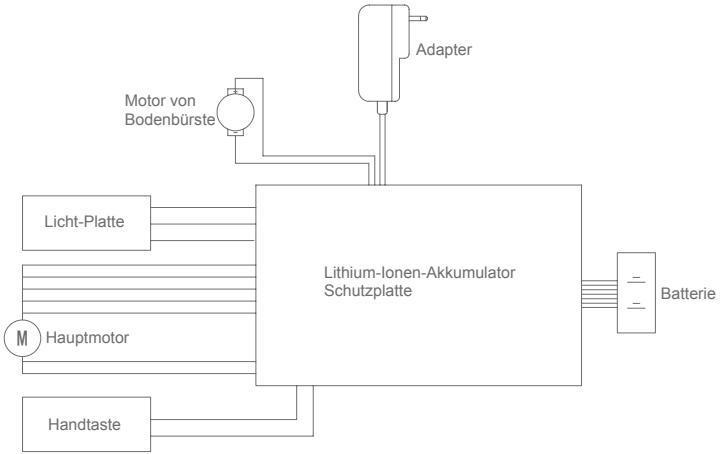 Adapter
Motor von
Bodenbürste
Licht-Platte
Lithium-Ionen-Akkumulator
Schutzplatte
Batterie
M
Hauptmotor
Handtaste